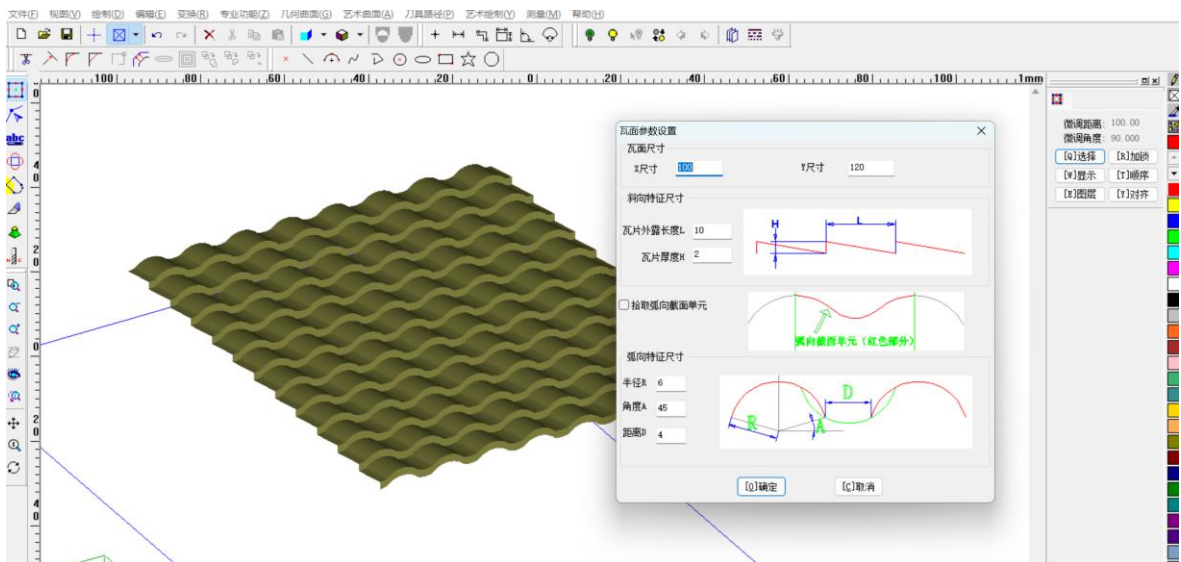 文件(F) 视图(V) 绘制(D) 编辑(E) 变换(R) 专业功能(Z) 几何曲面(G) 艺术曲面(A) 刀具路径(P) 艺术绘制(Y) 测量(M) 帮助(H)
100 80 60 40 20 0 20 40 60 80 100 1mm
0
40
20
0
20
40
abc
瓦面参数设置
瓦面尺寸
X尺寸 100 Y尺寸 120
斜向特征尺寸
瓦片外露长度L 10
瓦片厚度H 2
H L
拾取弧向截面单元
弧向截面单元（红色部分）
弧向特征尺寸
半径R 6
角度A 45
距离D 4
D
R A
[O]确定 [C]取消
微调距离: 100.00
微调角度: 90.000
[Q]选择 [R]加锁
[W]显示 [T]顺序
[E]图层 [Y]对齐